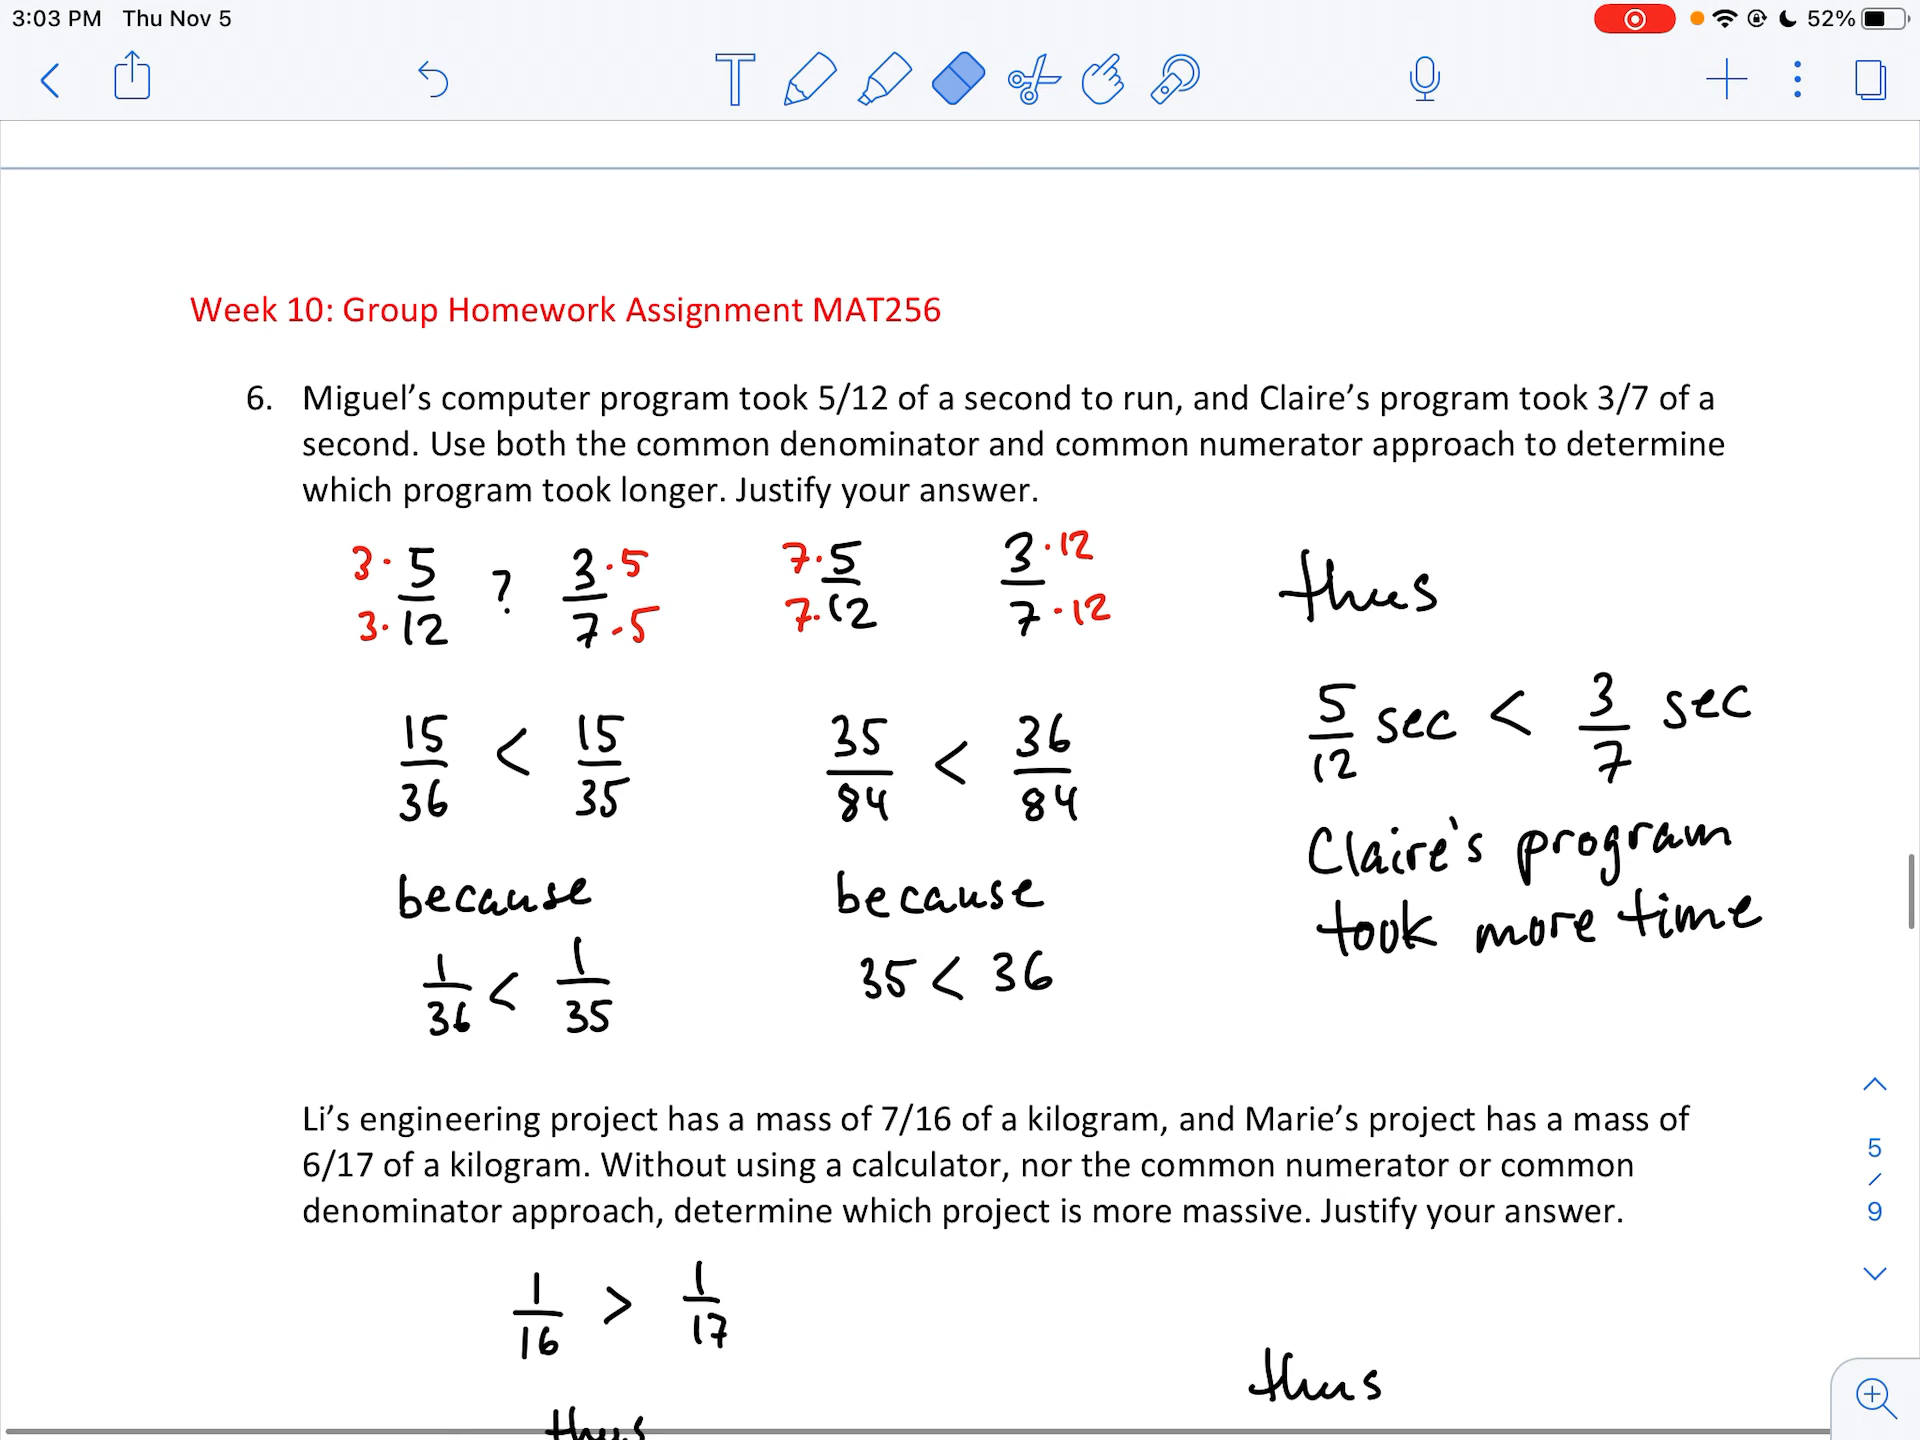 3:03 PM Thu Nov 5
52%
Week 10: Group Homework Assignment MAT256
6. Miguel's computer program took 5/12 of a second to run, and Claire's program took 3/7 of a
second. Use both the common denominator and common numerator approach to determine
which program took longer. Justify your answer.
3·5/3·12 ? 3·5/7·5
15/36 < 15/35
because
1/36 < 1/35
7·5/7·12 3·12/7·12
35/84 < 36/84
because
35 < 36
thus
5/12 sec < 3/7 sec
Claire's program
took more time
Li's engineering project has a mass of 7/16 of a kilogram, and Marie's project has a mass of
6/17 of a kilogram. Without using a calculator, nor the common numerator or common
denominator approach, determine which project is more massive. Justify your answer.
1/16 > 1/17
thus
thus
5
/
9